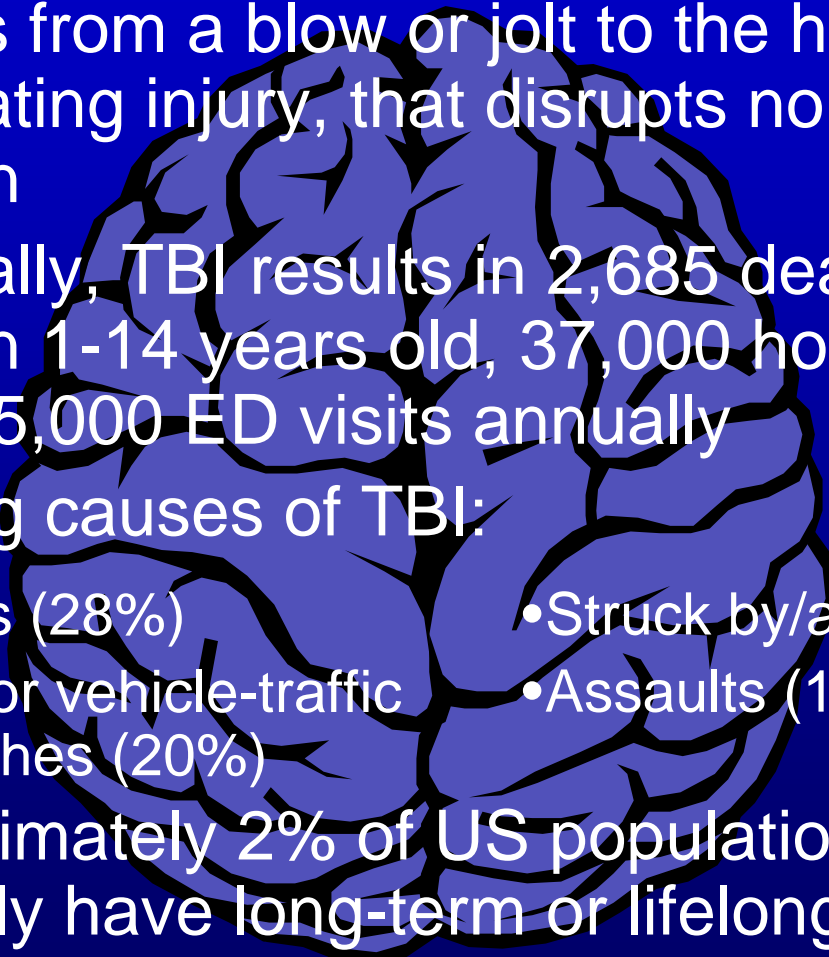 s from a blow or jolt to the h
ating injury, that disrupts no
n
ally, TBI results in 2,685 dea
n 1-14 years old, 37,000 ho
5,000 ED visits annually
g causes of TBI:
s (28%) •Struck by/a
or vehicle-traffic •Assaults (1
hes (20%)
imately 2% of US populatio
ly have long-term or lifelong